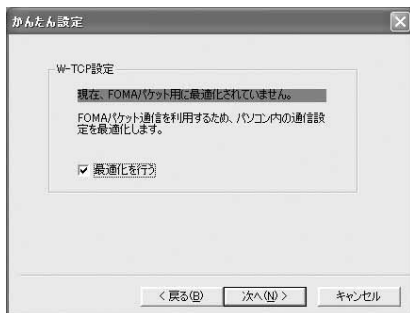 かんたん設定
W-TCP設定
現在、FOMAパケット用に最適化されていません。
FOMAパケット通信を利用するため、パソコン内の通信設
定を最適化します。
最適化を行う
< 戻る(B)
次へ(N) >
キャンセル